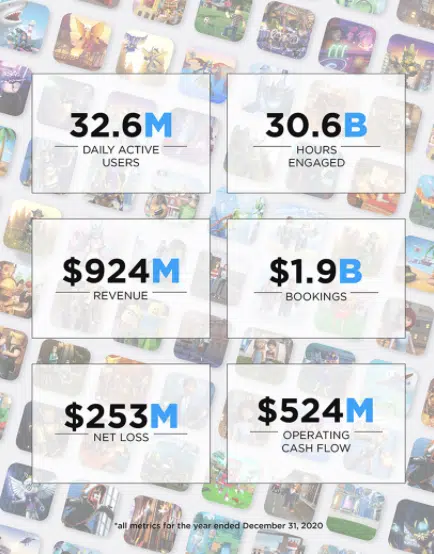 32.6M
DAILY ACTIVE
USERS
30.6B
HOURS
ENGAGED
$924M
REVENUE
$1.9B
BOOKINGS
$253M
NET LOSS
$524M
OPERATING
CASH FLOW
*all metrics for the year ended December 31, 2020